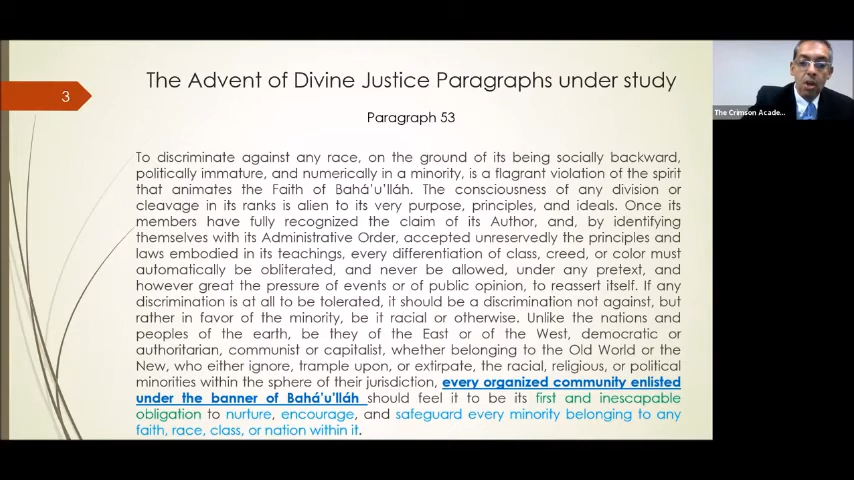 3
The Advent of Divine Justice Paragraphs under study
Paragraph 53
To discriminate against any race, on the ground of its being socially backward,
politically immature, and numerically in a minority, is a flagrant violation of the spirit
that animates the Faith of Bahá'u'lláh. The consciousness of any division or
cleavage in its ranks is alien to its very purpose, principles, and ideals. Once its
members have fully recognized the claim of its Author, and, by identifying
themselves with its Administrative Order, accepted unreservedly the principles and
laws embodied in its teachings, every differentiation of class, creed, or color must
automatically be obliterated, and never be allowed, under any pretext, and
however great the pressure of events or of public opinion, to reassert itself. If any
discrimination is at all to be tolerated, it should be a discrimination not against, but
rather in favor of the minority, be it racial or otherwise. Unlike the nations and
peoples of the earth, be they of the East or of the West, democratic or
authoritarian, communist or capitalist, whether belonging to the Old World or the
New, who either ignore, trample upon, or extirpate, the racial, religious, or political
minorities within the sphere of their jurisdiction, every organized community enlisted
under the banner of Bahá'u'lláh should feel it to be its first and inescapable
obligation to nurture, encourage, and safeguard every minority belonging to any
faith, race, class, or nation within it.
The Crimson Acade...